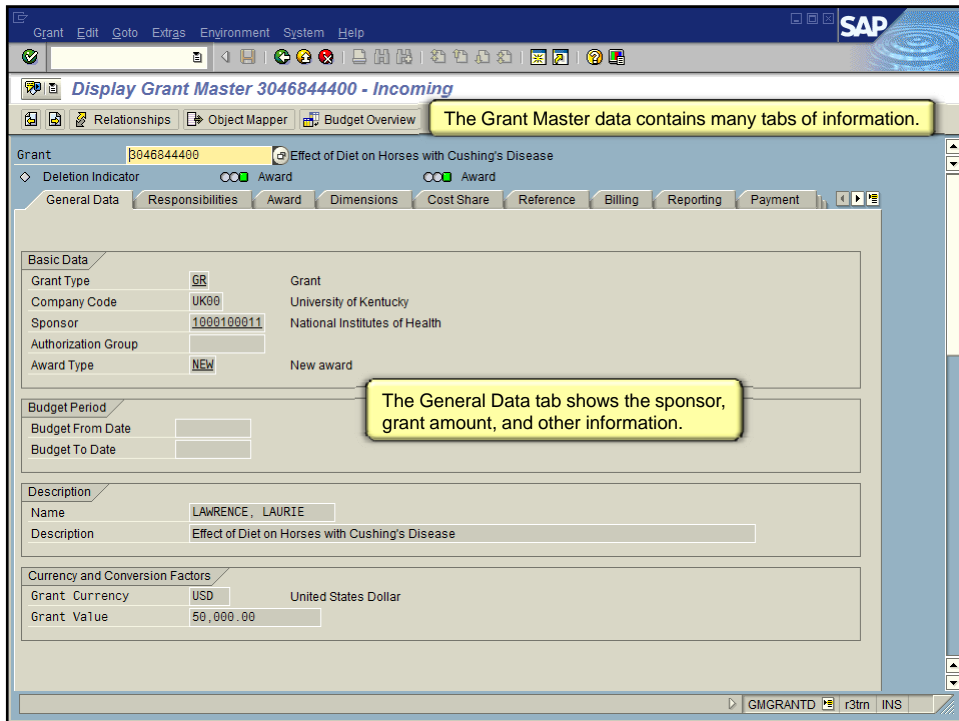 Grant Edit Goto Extras Environment System Help
SAP
Display Grant Master 3046844400 - Incoming
Relationships Object Mapper Budget Overview
The Grant Master data contains many tabs of information.
Grant 3046844400 Effect of Diet on Horses with Cushing's Disease
Deletion Indicator Award Award
General Data Responsibilities Award Dimensions Cost Share Reference Billing Reporting Payment
Basic Data
Grant Type GR Grant
Company Code UK00 University of Kentucky
Sponsor 1000100011 National Institutes of Health
Authorization Group
Award Type NEW New award
The General Data tab shows the sponsor,
grant amount, and other information.
Budget Period
Budget From Date
Budget To Date
Description
Name LAWRENCE, LAURIE
Description Effect of Diet on Horses with Cushing's Disease
Currency and Conversion Factors
Grant Currency USD United States Dollar
Grant Value 50,000.00
GMGRANTD r3trn INS